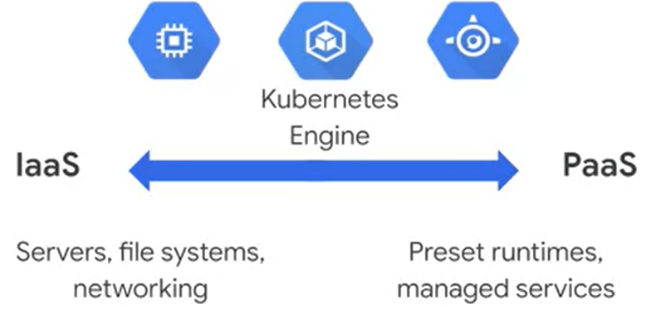 Kubernetes
Engine
IaaS
PaaS
Servers, file systems,
networking
Preset runtimes,
managed services